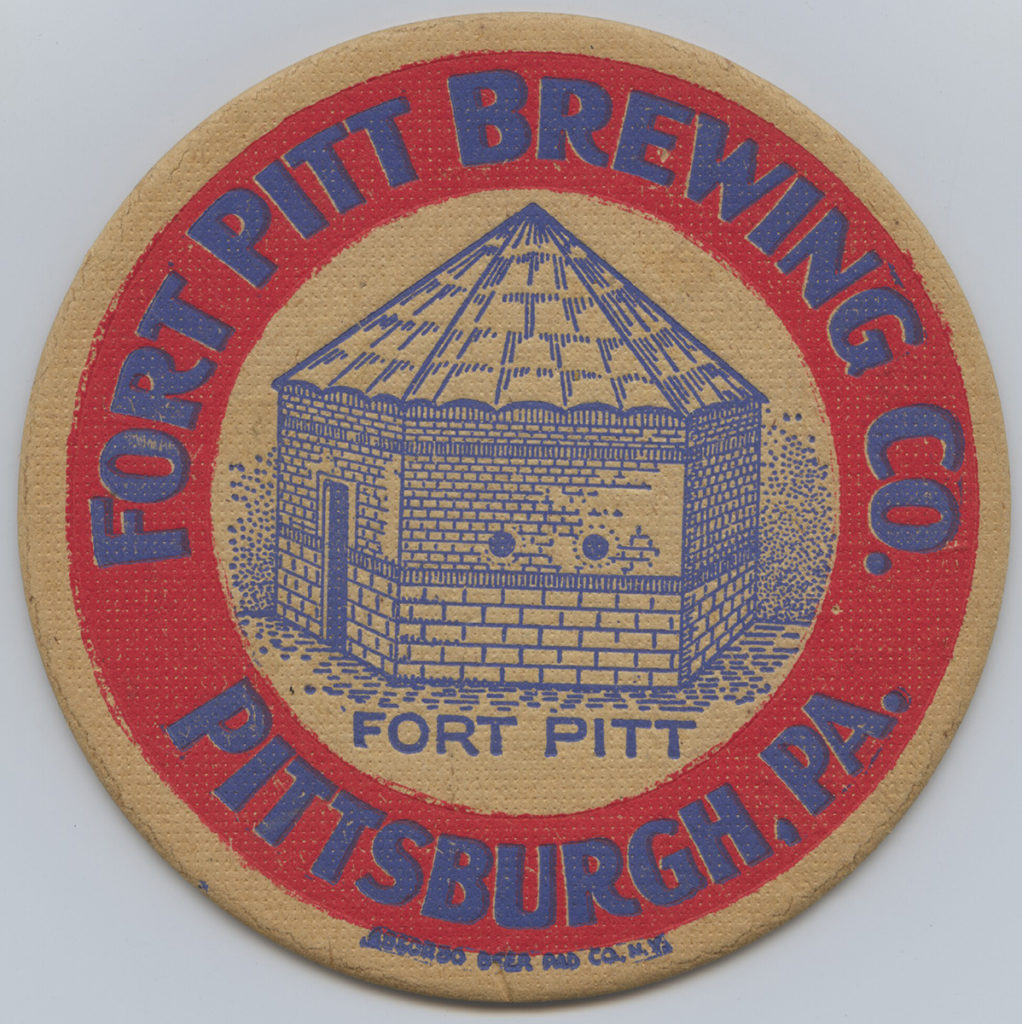 FORT PITT BREWING CO.
FORT PITT
PITTSBURGH, PA.
ABSORBO BEER PAD CO., N.Y.